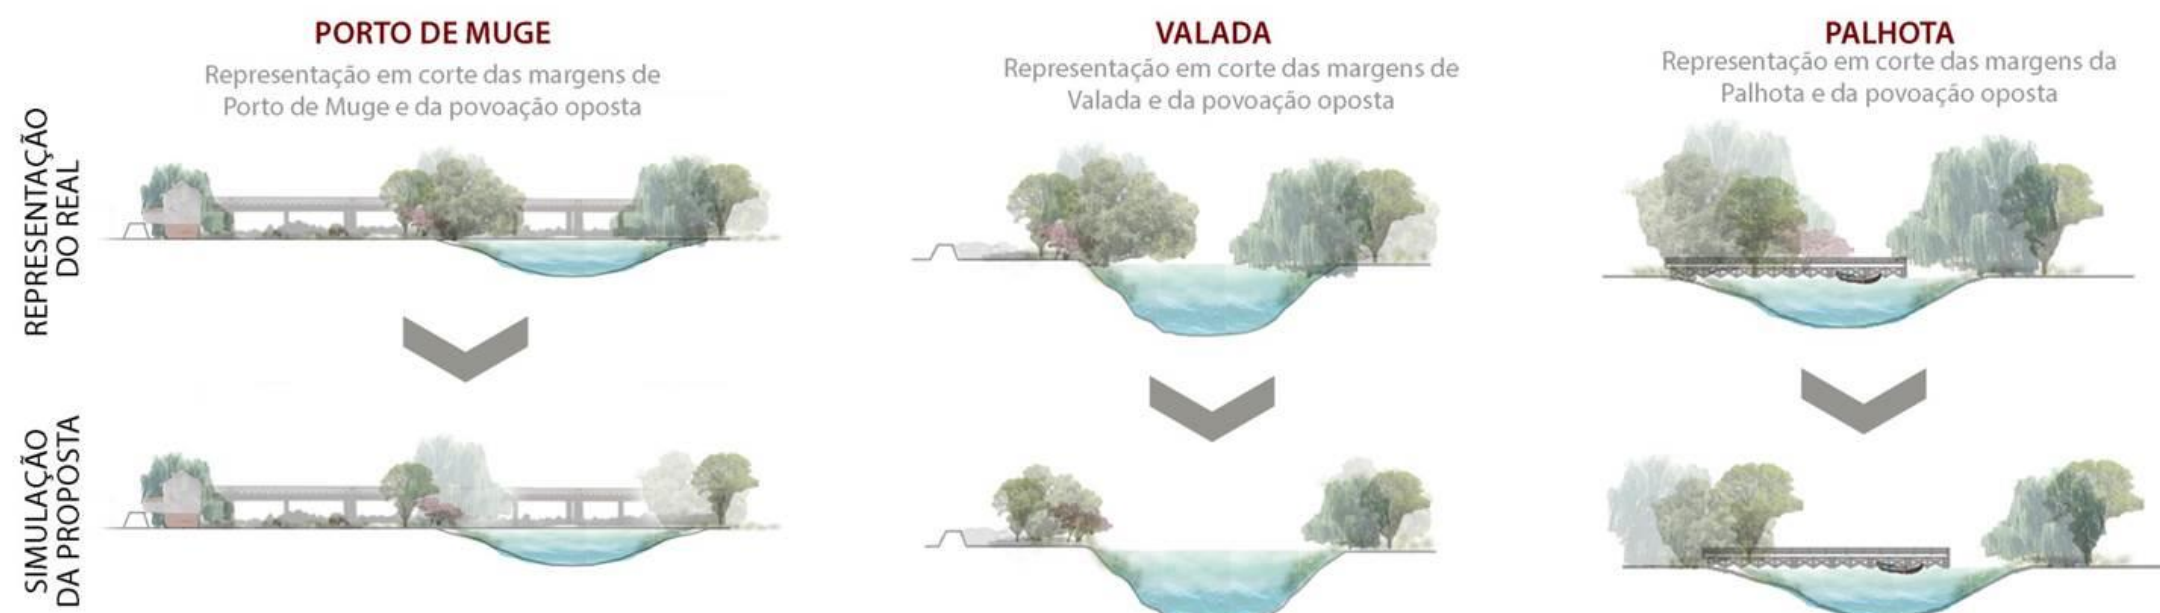 PORTO DE MUGE
Representação em corte das margens de
Porto de Muge e da povoação oposta
VALADA
Representação em corte das margens de
Valada e da povoação oposta
PALHOTA
Representação em corte das margens da
Palhota e da povoação oposta
REPRESENTAÇÃO
DO REAL
SIMULAÇÃO
DA PROPOSTA